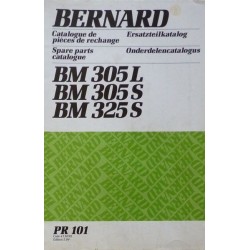 BERNARD
Catalogue de Ersatzteilkatalog
pièces de rechange
Spare parts Onderdelencatalogus
catalogue
BM 305 L
BM 305 S
BM 325 S
PR 101